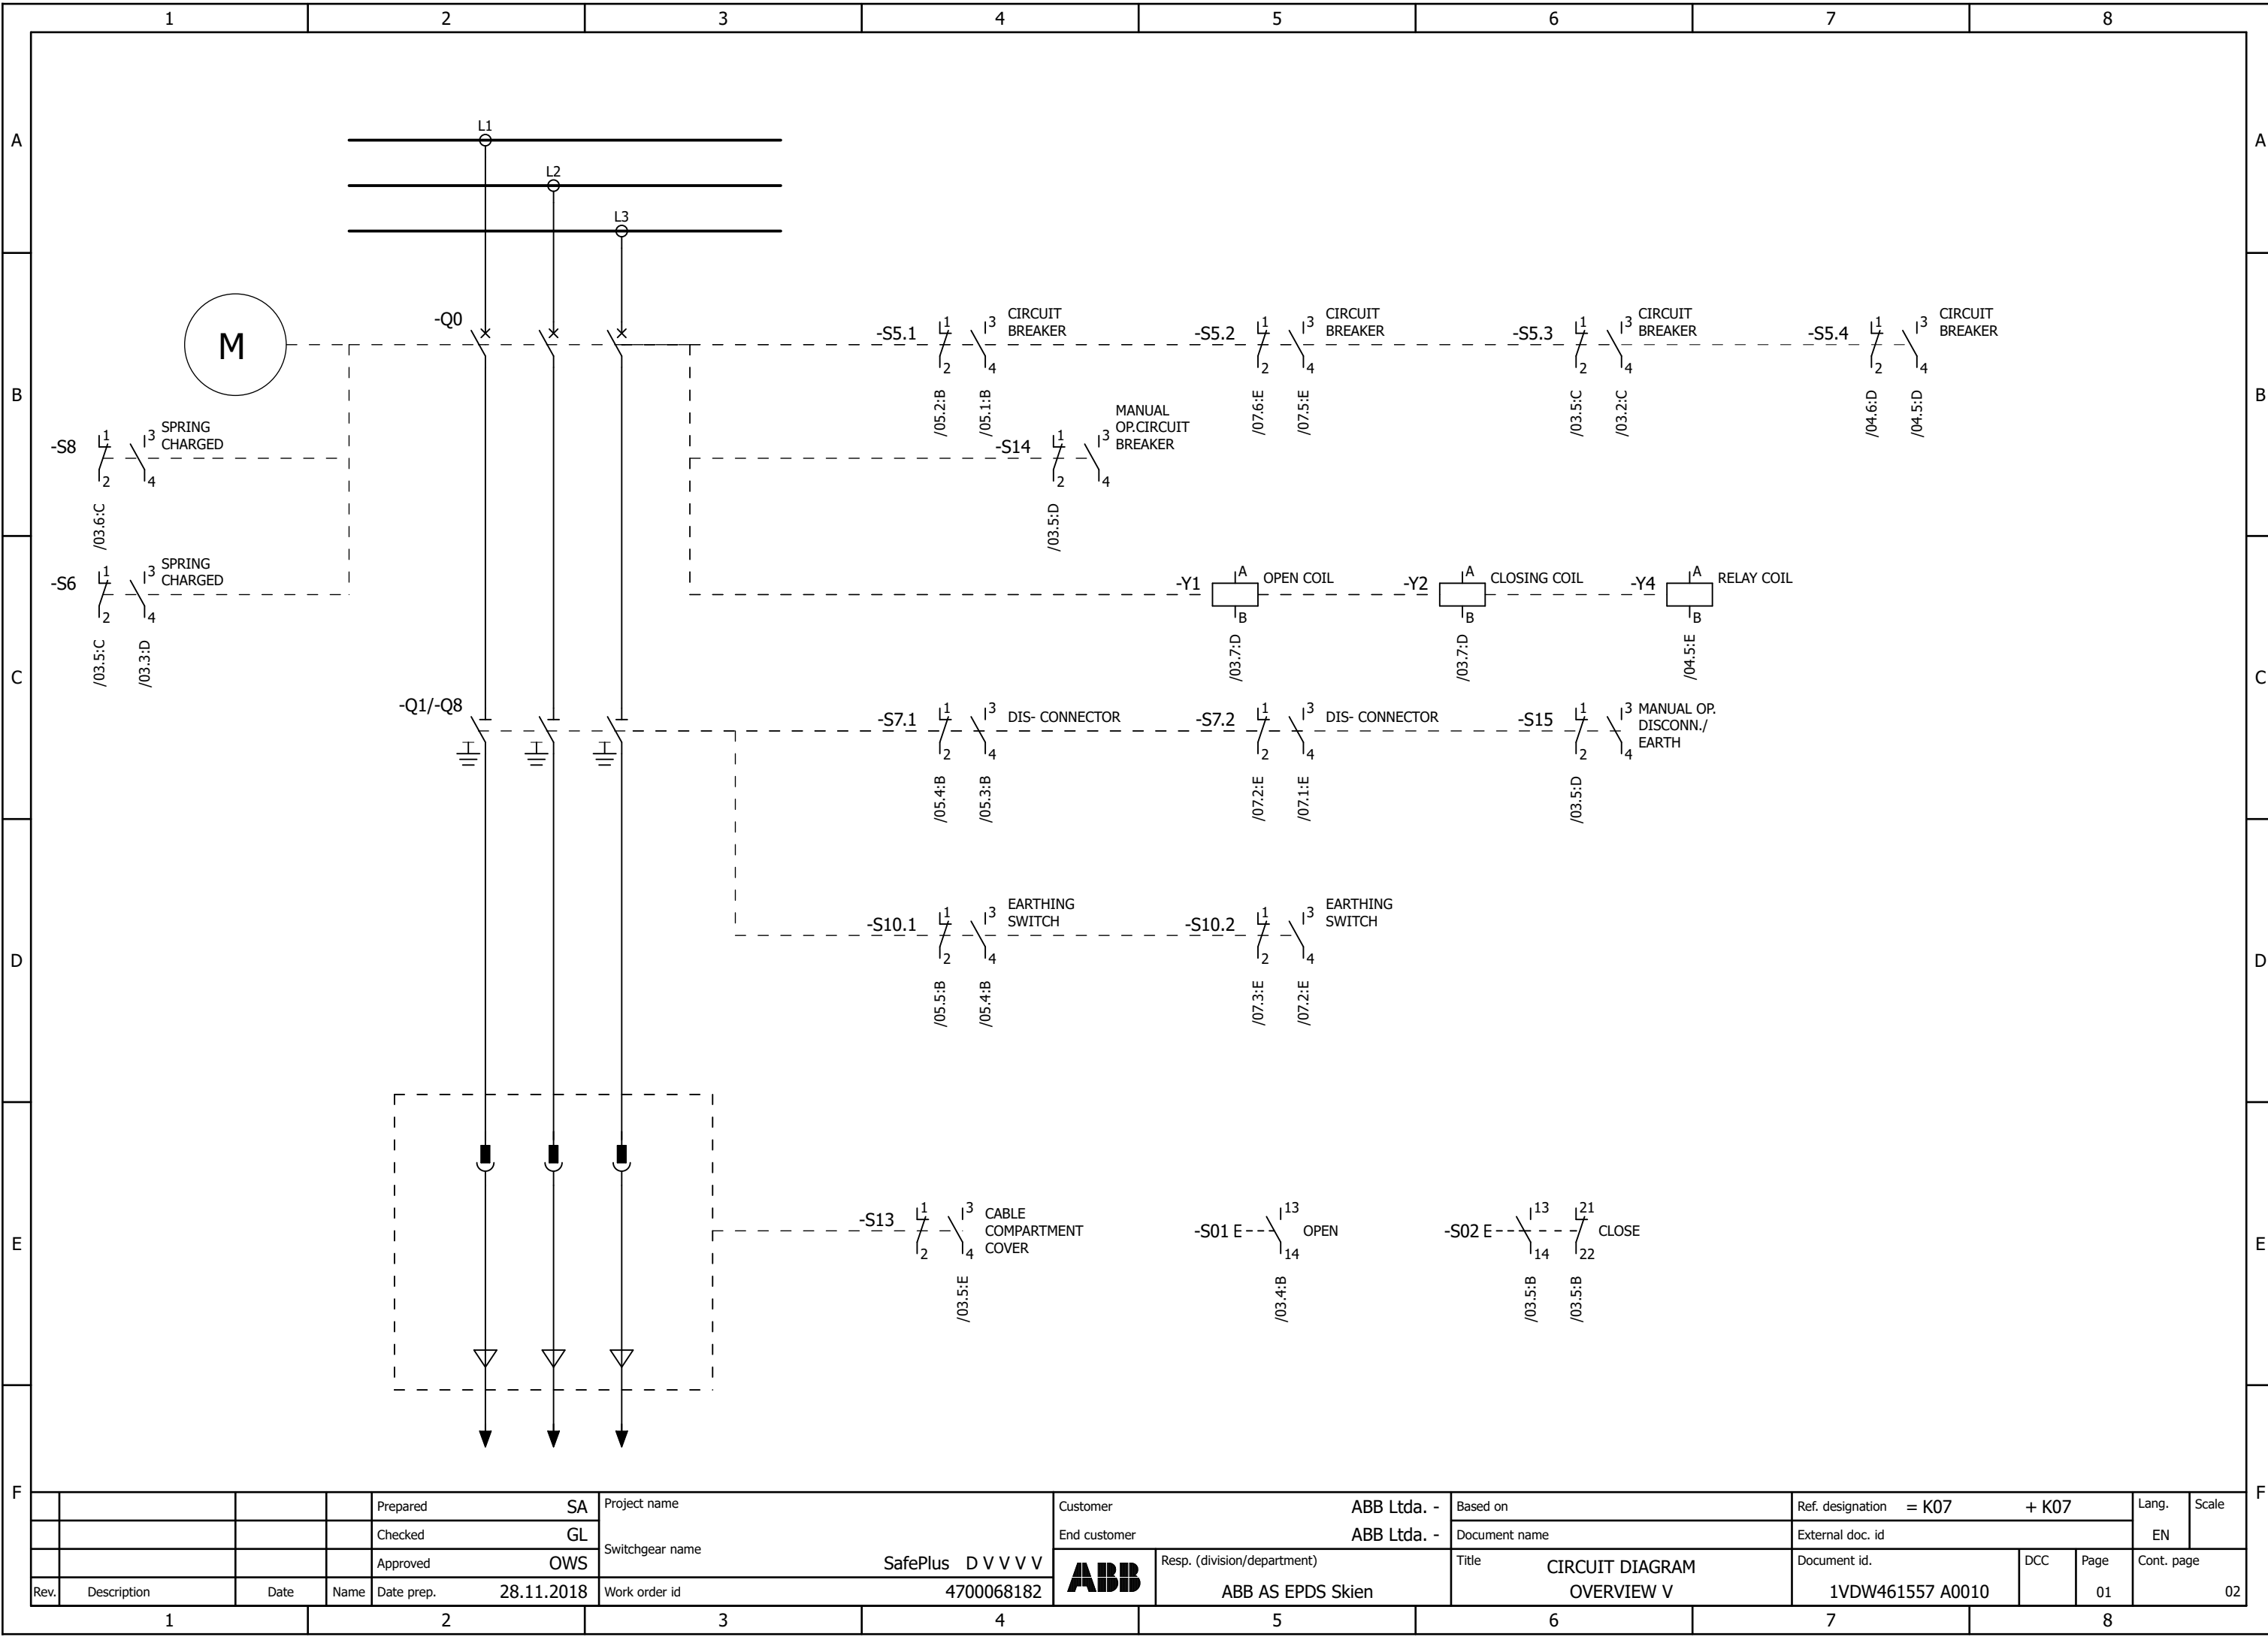 1 2 3 4 5 6 7 8
A A
L1
L2
L3
M
-Q0
-S5.1 1 2 3 4 CIRCUIT
BREAKER
/05.2:B /05.1:B
-S5.2 1 2 3 4 CIRCUIT
BREAKER
/07.6:E /07.5:E
-S5.3 1 2 3 4 CIRCUIT
BREAKER
/03.5:C /03.2:C
-S5.4 1 2 3 4 CIRCUIT
BREAKER
/04.6:D /04.5:D
B B
-S8 1 2 3 4 SPRING
CHARGED
/03.6:C
-S14 1 2 3 4 MANUAL
OP.CIRCUIT
BREAKER
/03.5:D
-S6 1 2 3 4 SPRING
CHARGED
/03.5:C /03.3:D
-Y1 A B OPEN COIL
/03.7:D
-Y2 A B CLOSING COIL
/03.7:D
-Y4 A B RELAY COIL
/04.5:E
C C
-Q1/-Q8
-S7.1 1 2 3 4 DIS- CONNECTOR
/05.4:B /05.3:B
-S7.2 1 2 3 4 DIS- CONNECTOR
/07.2:E /07.1:E
-S15 1 2 3 4 MANUAL OP.
DISCONN./
EARTH
/03.5:D
-S10.1 1 2 3 4 EARTHING
SWITCH
/05.5:B /05.4:B
-S10.2 1 2 3 4 EARTHING
SWITCH
/07.3:E /07.2:E
D D
-S13 1 2 3 4 CABLE
COMPARTMENT
COVER
/03.5:E
-S01 E 13 14 OPEN
/03.4:B
-S02 E 13 14 21 22 CLOSE
/03.5:B /03.5:B
E E
F F
Prepared SA
Checked GL
Approved OWS
Rev. Description Date Name Date prep. 28.11.2018
Project name
Switchgear name SafePlus D V V V V
Work order id 4700068182
Customer ABB Ltda. -
End customer ABB Ltda. -
ABB
Resp. (division/department)
ABB AS EPDS Skien
Based on
Document name
Title CIRCUIT DIAGRAM
OVERVIEW V
Ref. designation = K07 + K07
External doc. id
Document id.
1VDW461557 A0010
DCC
Page
01
Lang.
EN
Scale
Cont. page
02
1 2 3 4 5 6 7 8